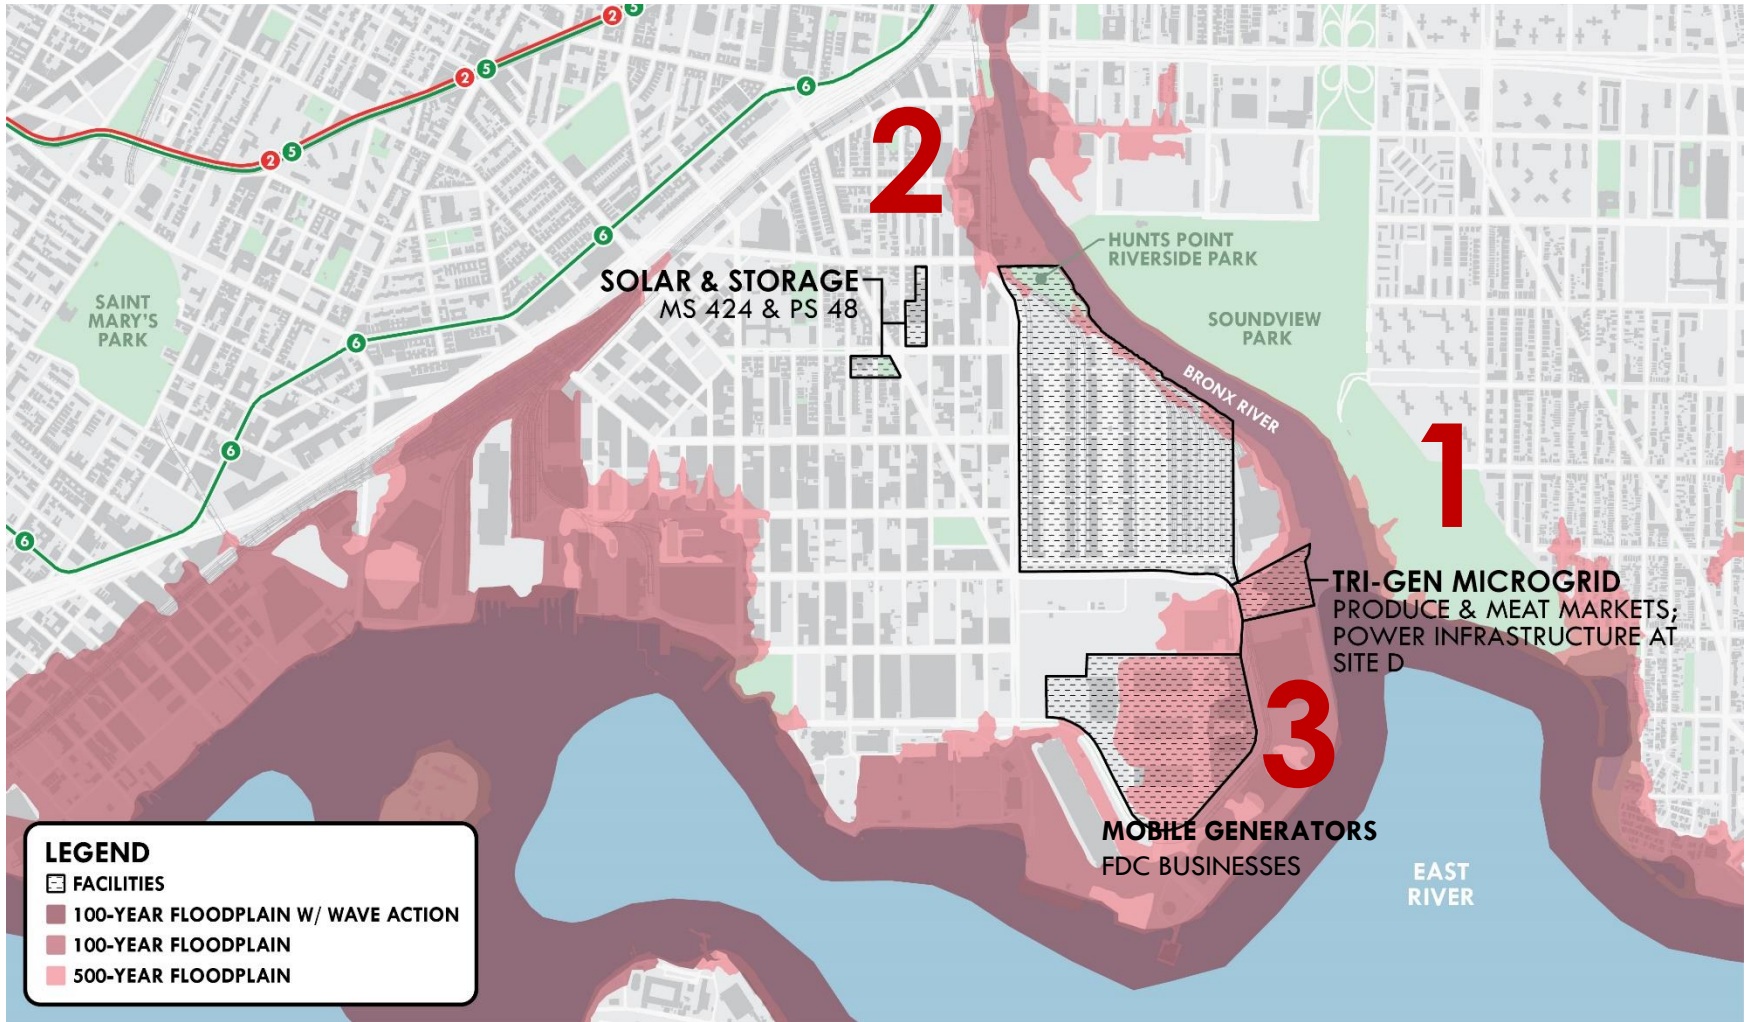 2
5
2
5
6
2
5
2
6
HUNTS POINT
RIVERSIDE PARK
SOLAR & STORAGE
MS 424 & PS 48
SAINT
MARY'S
PARK
SOUNDVIEW
PARK
6
BRONX RIVER
1
6
6
TRI-GEN MICROGRID
PRODUCE & MEAT MARKETS;
POWER INFRASTRUCTURE AT
SITE D
3
MOBILE GENERATORS
FDC BUSINESSES
EAST
RIVER
LEGEND
FACILITIES
100-YEAR FLOODPLAIN W/ WAVE ACTION
100-YEAR FLOODPLAIN
500-YEAR FLOODPLAIN